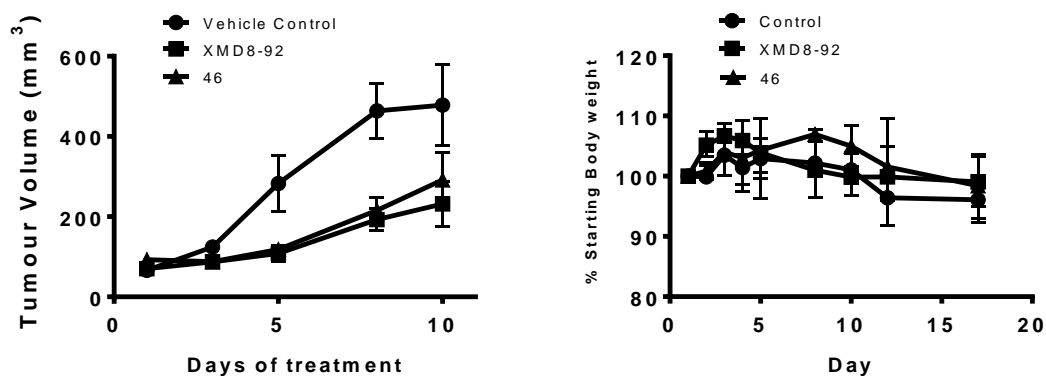 Vehicle Control
XMD8-92
46
Tumour Volume (mm3)
600
400
200
0
0 5 10
Days of treatment
Control
XMD8-92
46
% Starting Body weight
120
110
100
90
80
0 5 10 15 20
Day